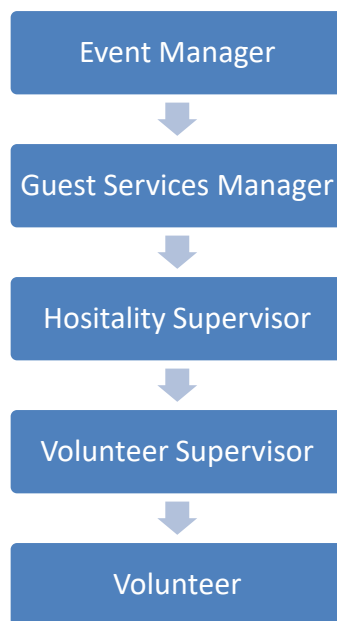 Event Manager
Guest Services Manager
Hositality Supervisor
Volunteer Supervisor
Volunteer